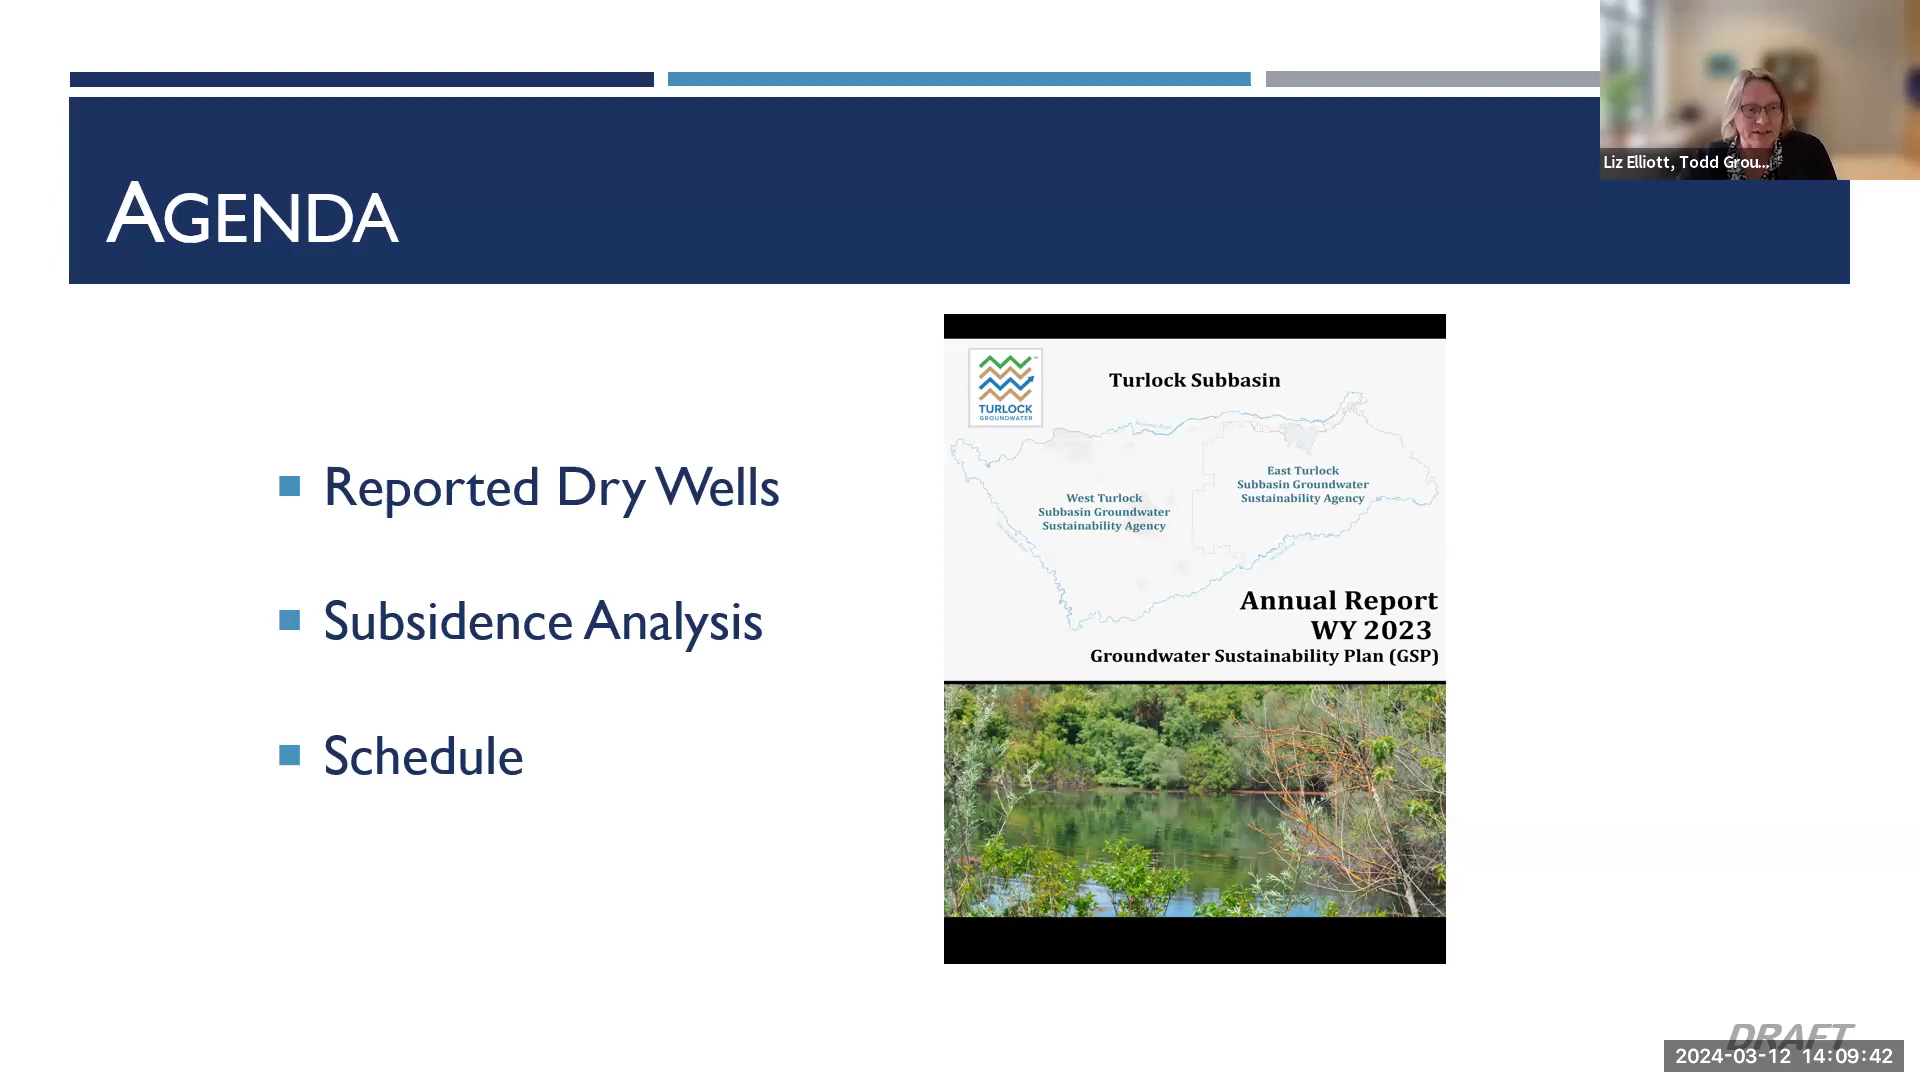 Liz Elliott, Todd Grou...
AGENDA
Reported Dry Wells
Subsidence Analysis
Schedule
TURLOCK
GROUNDWATER
Turlock Subbasin
East Turlock
Subbasin Groundwater
Sustainability Agency
West Turlock
Subbasin Groundwater
Sustainability Agency
Annual Report
WY 2023
Groundwater Sustainability Plan (GSP)
DRAFT
2024-03-12 14:09:42